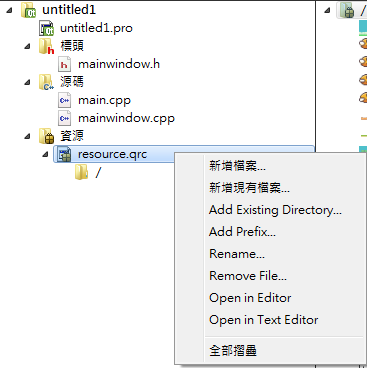 untitled1
untitled1.pro
標頭
mainwindow.h
源碼
main.cpp
mainwindow.cpp
資源
resource.qrc
/
新增檔案...
新增現有檔案...
Add Existing Directory...
Add Prefix...
Rename...
Remove File...
Open in Editor
Open in Text Editor
全部摺疊
/